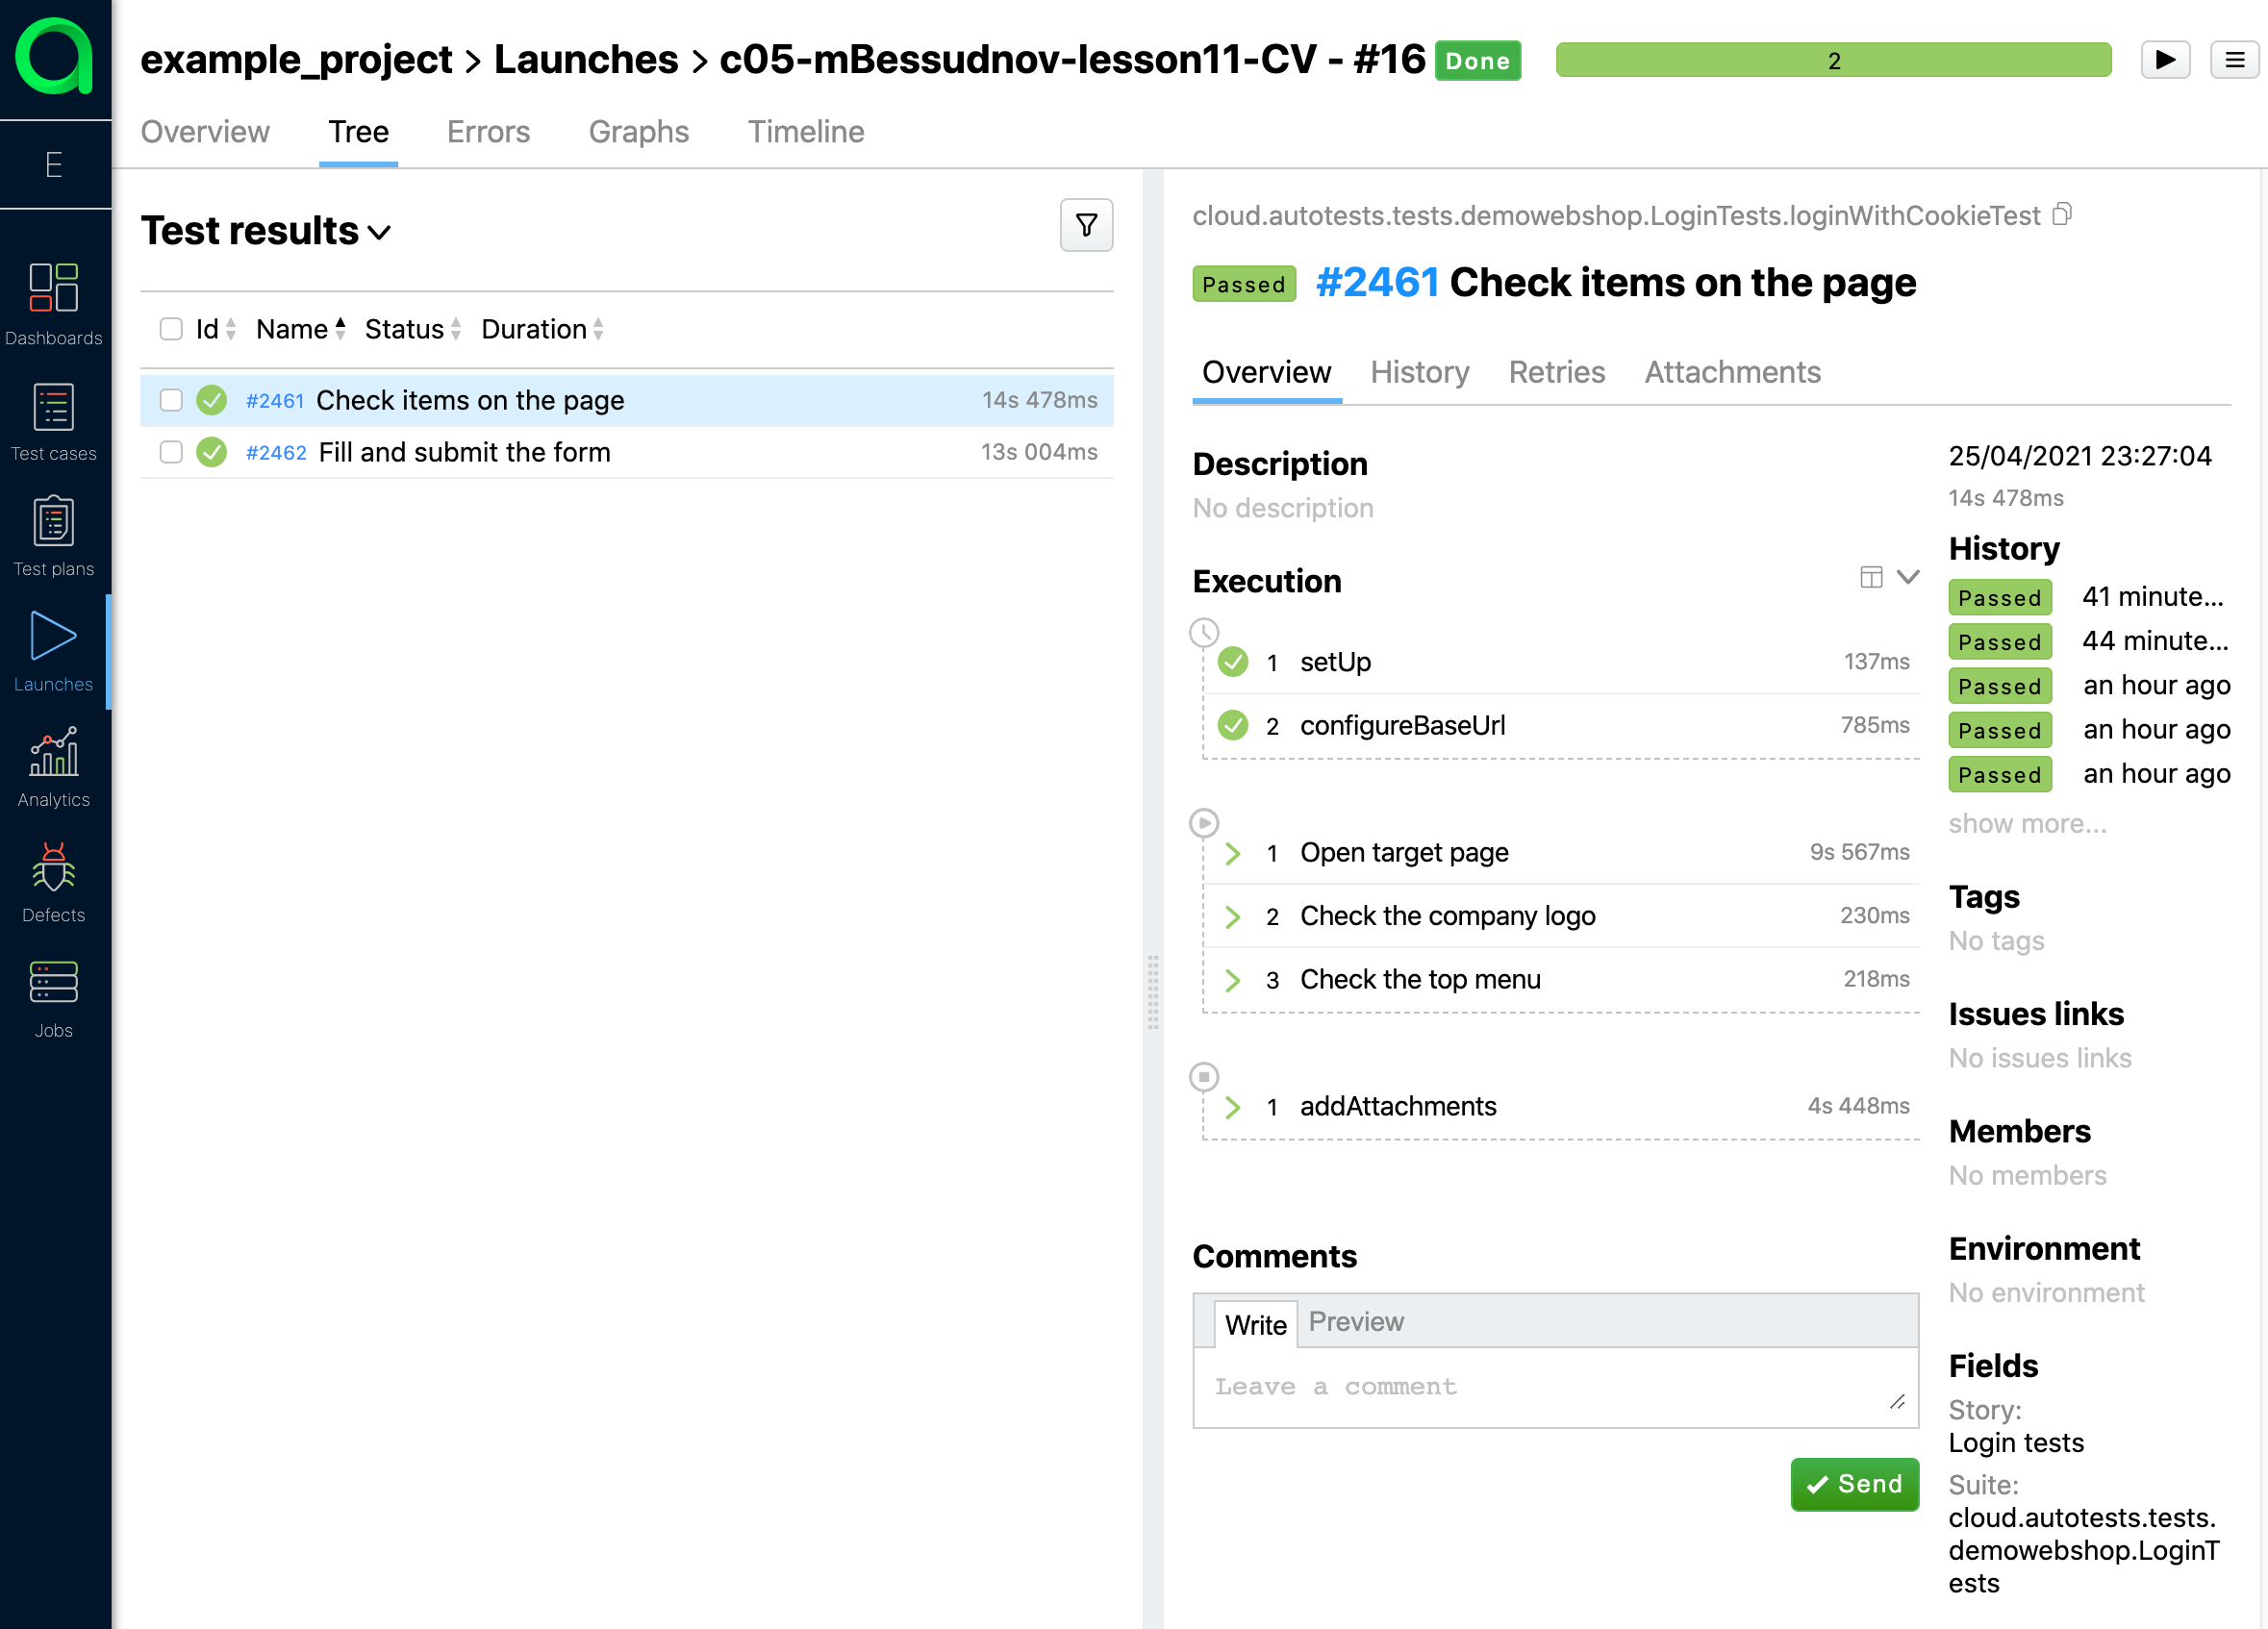 example_project > Launches > c05-mBessudnov-lesson11-CV - #16 Done 2
E
Overview Tree Errors Graphs Timeline
Dashboards
Test cases
Test plans
Launches
Analytics
Defects
Jobs
Test results
Id Name Status Duration
#2461 Check items on the page 14s 478ms
#2462 Fill and submit the form 13s 004ms
cloud.autotests.tests.demowebshop.LoginTests.loginWithCookieTest
Passed #2461 Check items on the page
Overview History Retries Attachments
Description
No description
Execution
1 setUp 137ms
2 configureBaseUrl 785ms
1 Open target page 9s 567ms
2 Check the company logo 230ms
3 Check the top menu 218ms
1 addAttachments 4s 448ms
Comments
Write Preview
Leave a comment
Send
25/04/2021 23:27:04
14s 478ms
History
Passed 41 minute...
Passed 44 minute...
Passed an hour ago
Passed an hour ago
Passed an hour ago
show more...
Tags
No tags
Issues links
No issues links
Members
No members
Environment
No environment
Fields
Story:
Login tests
Suite:
cloud.autotests.tests.
demowebshop.LoginT
ests